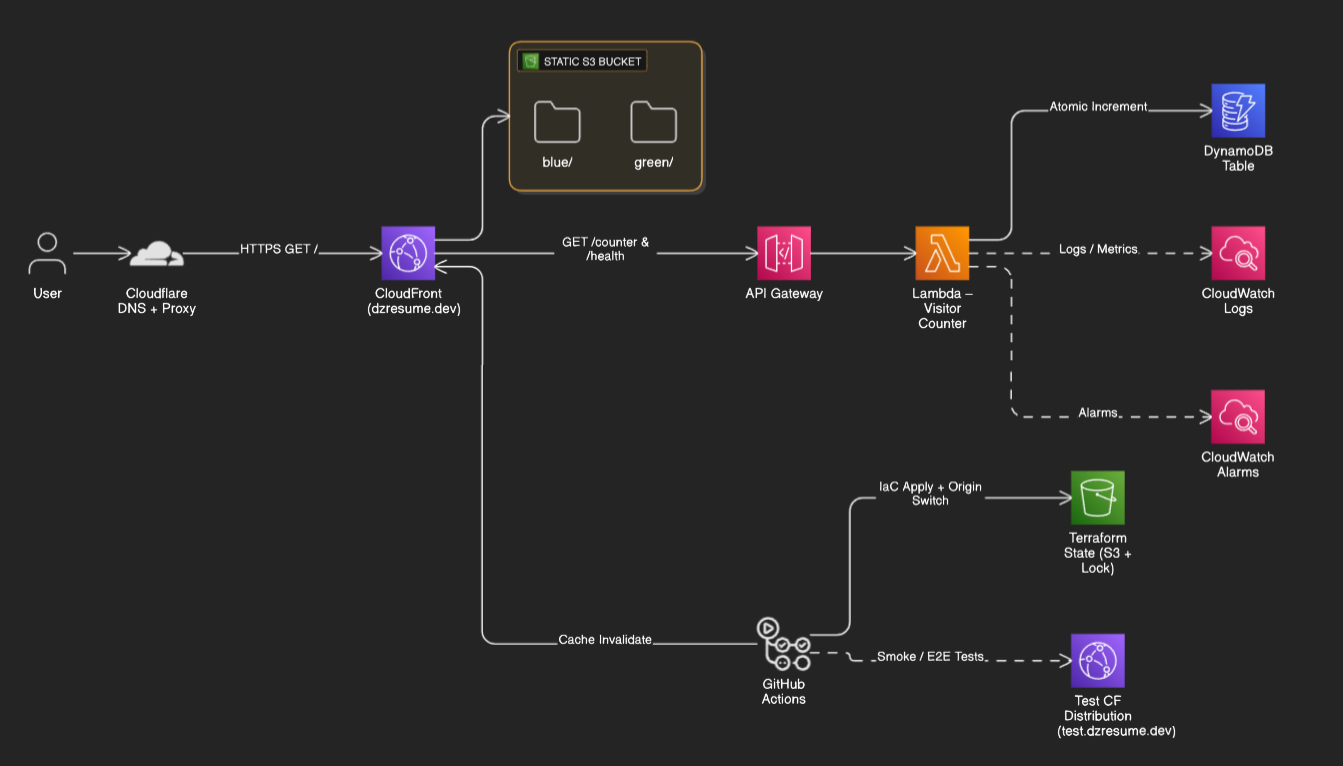 STATIC S3 BUCKET
blue/
green/
Atomic Increment
DynamoDB
Table
User
Cloudflare
DNS + Proxy
HTTPS GET /
CloudFront
(dzresume.dev)
GET /counter &
/health
API Gateway
Lambda –
Visitor
Counter
Logs / Metrics
CloudWatch
Logs
Alarms
CloudWatch
Alarms
IaC Apply + Origin
Switch
Terraform
State (S3 +
Lock)
Cache Invalidate
GitHub
Actions
Smoke / E2E Tests
Test CF
Distribution
(test.dzresume.dev)